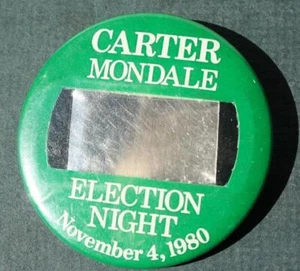 CARTER
MONDALE
ELECTION
NIGHT
November 4, 1980